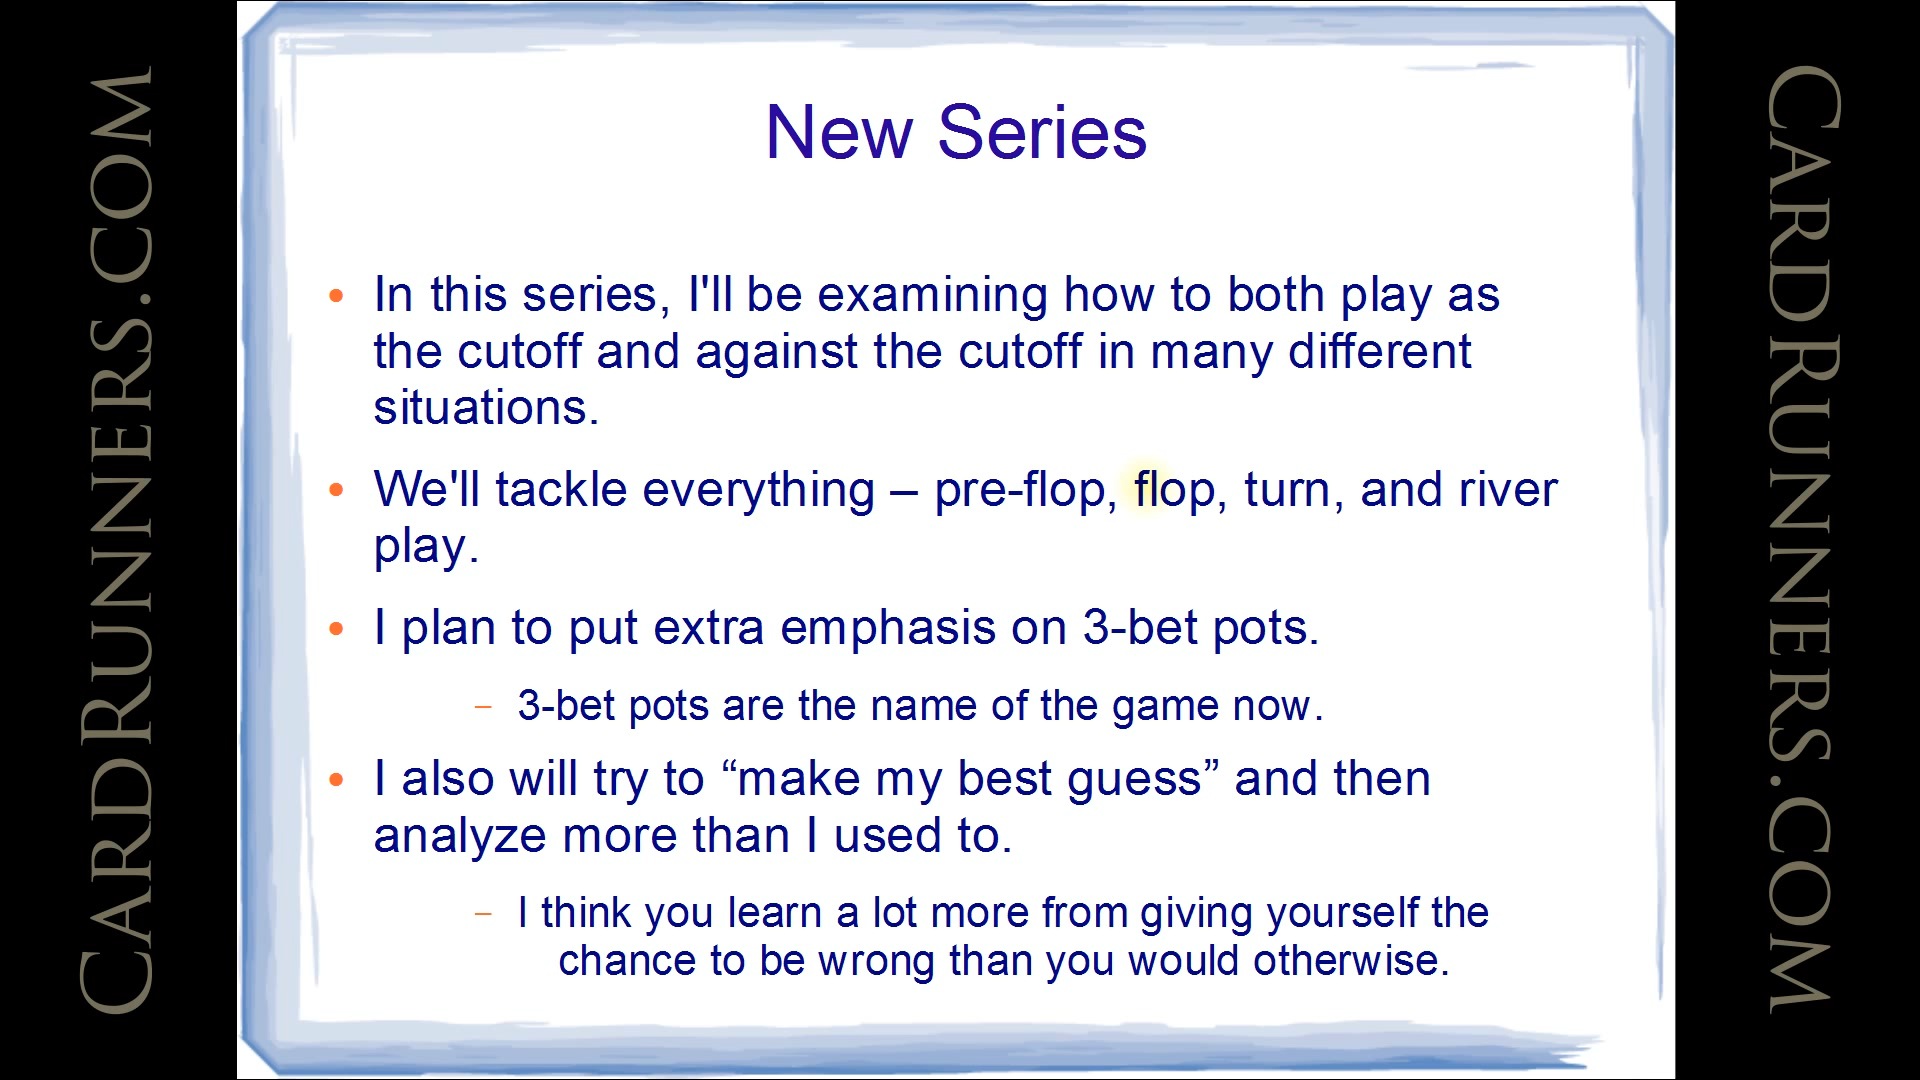 CARDRUNNERS.COM
New Series
• In this series, I'll be examining how to both play as
the cutoff and against the cutoff in many different
situations.
• We'll tackle everything – pre-flop, flop, turn, and river
play.
• I plan to put extra emphasis on 3-bet pots.
– 3-bet pots are the name of the game now.
• I also will try to “make my best guess” and then
analyze more than I used to.
– I think you learn a lot more from giving yourself the
chance to be wrong than you would otherwise.
CARDRUNNERS.COM